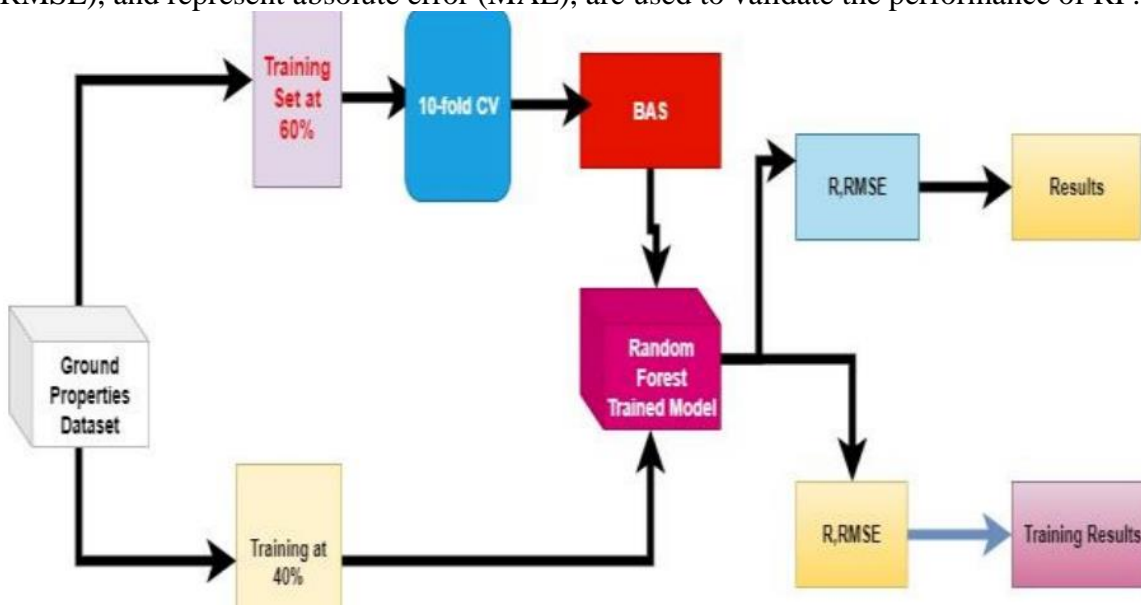 RMSE), and represent absolute error (MAE), are used to validate the performance of RF.
Training
Set at
60%
10-fold CV
BAS
R,RMSE
Results
Ground
Properties
Dataset
Random
Forest
Trained Model
Training at
40%
R,RMSE
Training Results